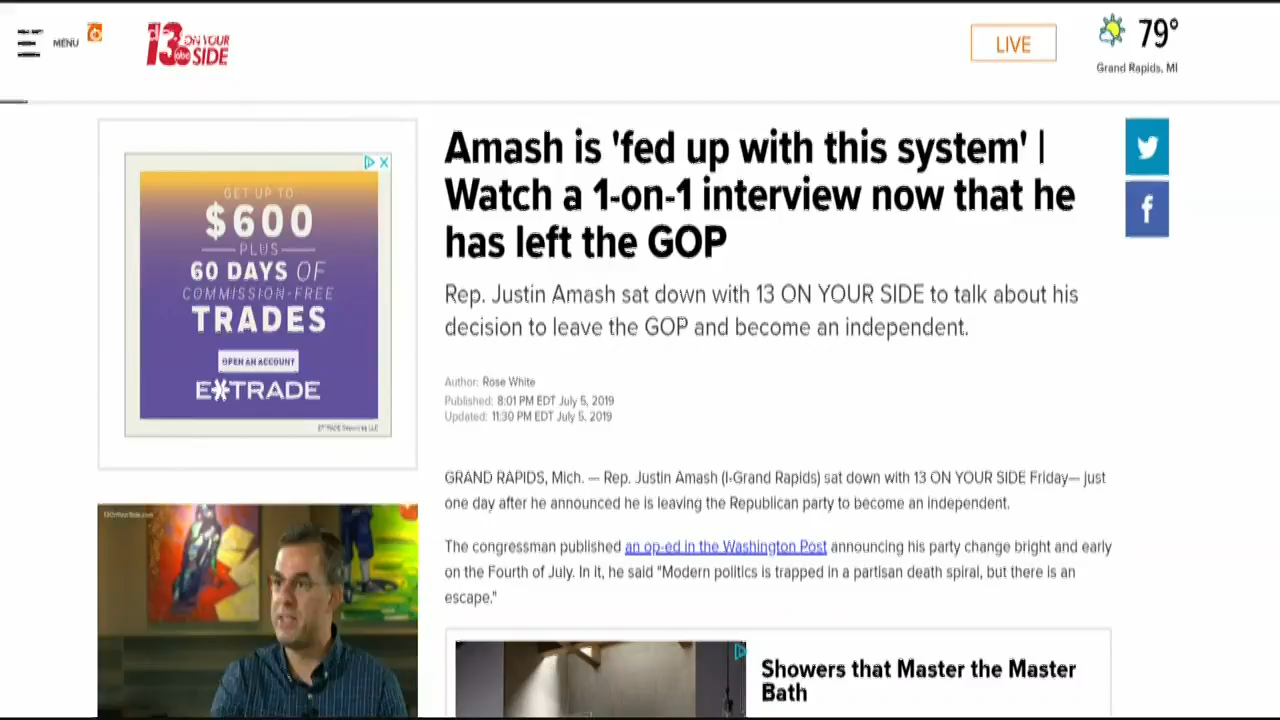 MENU
13 ON YOUR SIDE
abc
LIVE
79°
Grand Rapids, MI
GET UP TO
$600
PLUS
60 DAYS OF
COMMISSION-FREE
TRADES
OPEN AN ACCOUNT
E*TRADE
Amash is 'fed up with this system' |
Watch a 1-on-1 interview now that he
has left the GOP
Rep. Justin Amash sat down with 13 ON YOUR SIDE to talk about his
decision to leave the GOP and become an independent.
Author: Rose White
Published: 8:01 PM EDT July 5, 2019
Updated: 11:30 PM EDT July 5, 2019
GRAND RAPIDS, Mich. — Rep. Justin Amash (I-Grand Rapids) sat down with 13 ON YOUR SIDE Friday— just
one day after he announced he is leaving the Republican party to become an independent.
The congressman published an op-ed in the Washington Post announcing his party change bright and early
on the Fourth of July. In it, he said "Modern politics is trapped in a partisan death spiral, but there is an
escape."
Showers that Master the Master
Bath